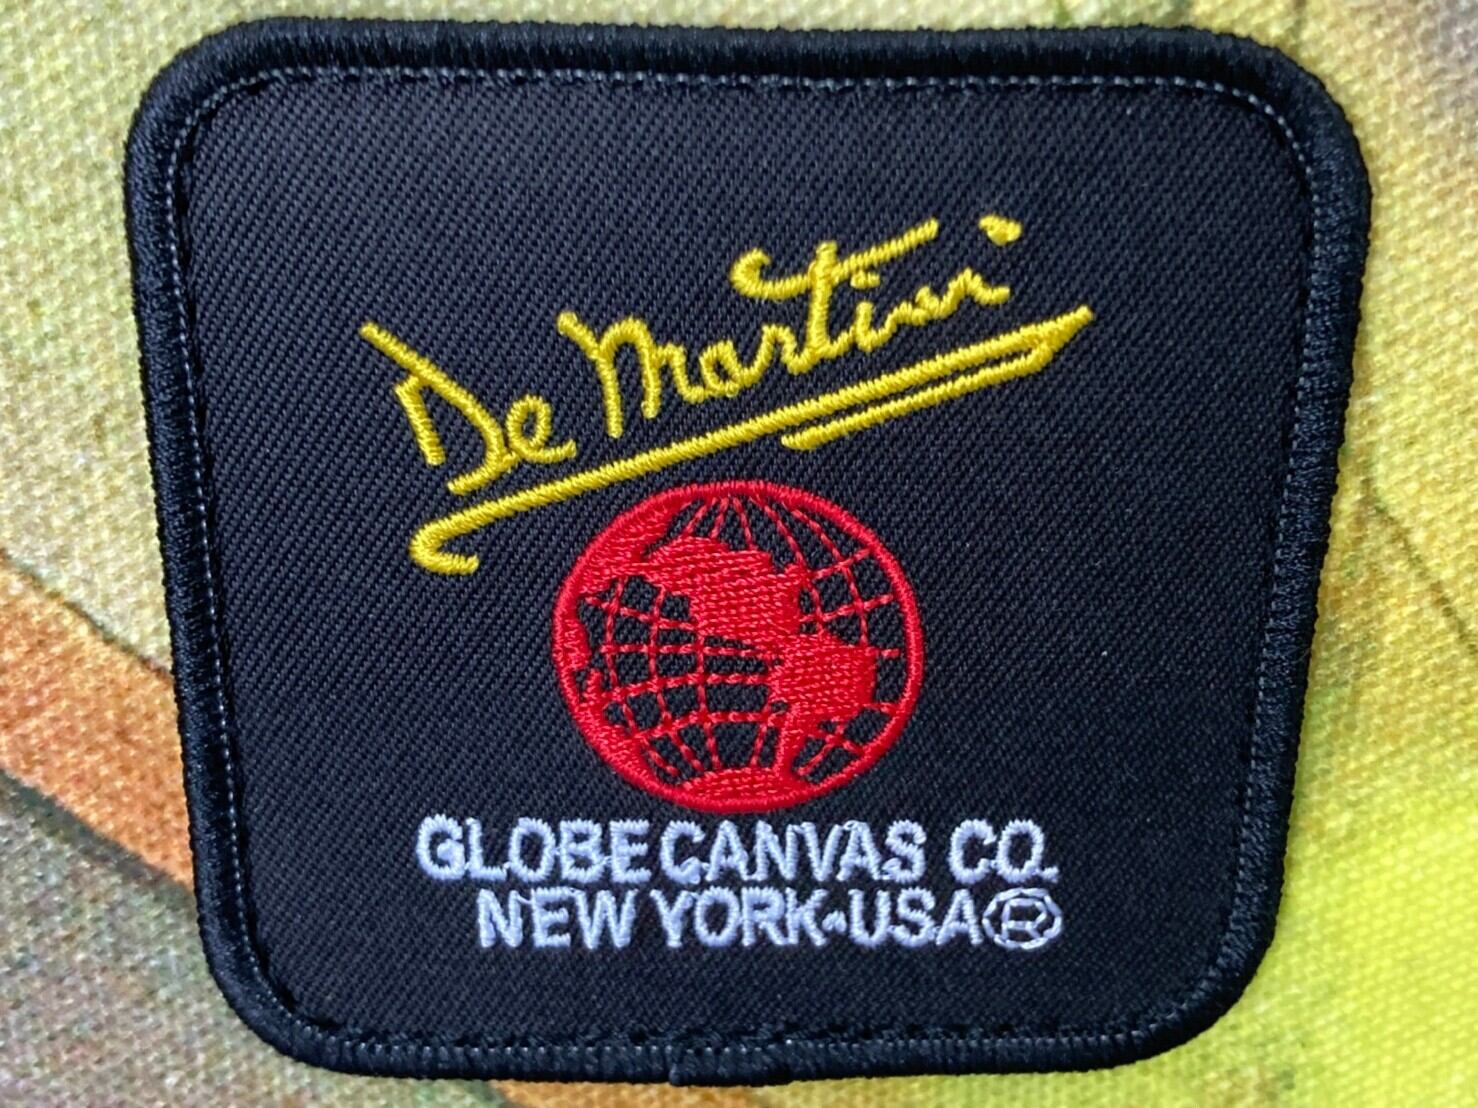 De Martini
GLOBE CANVAS CO.
NEW YORK·USA®